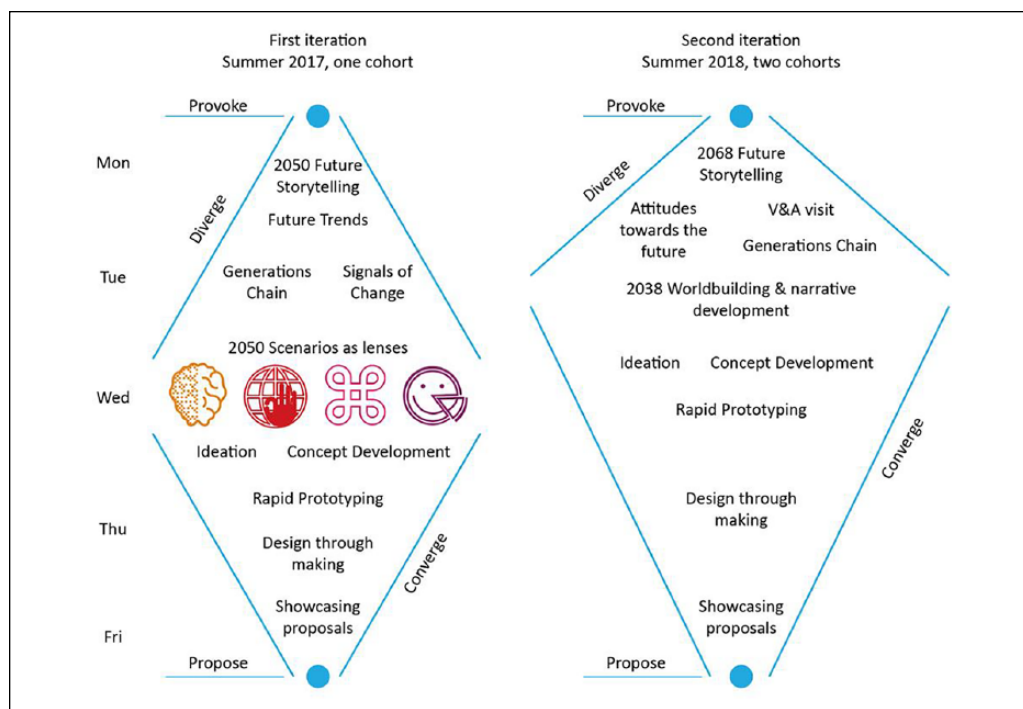 First iteration
Summer 2017, one cohort
Provoke
Mon
2050 Future
Storytelling
Diverge
Future Trends
Tue
Generations
Chain
Signals of
Change
2050 Scenarios as lenses
Wed
Ideation
Concept Development
Rapid Prototyping
Thu
Design through
making
Converge
Showcasing
proposals
Fri
Propose
Second iteration
Summer 2018, two cohorts
Provoke
2068 Future
Storytelling
Diverge
Attitudes
towards the
future
V&A visit
Generations Chain
2038 Worldbuilding & narrative
development
Ideation
Concept Development
Rapid Prototyping
Converge
Design through
making
Showcasing
proposals
Propose